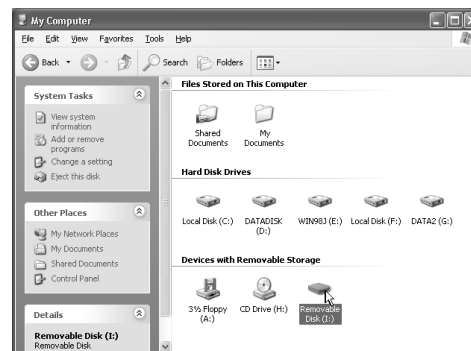 My Computer
File Edit View Favorites Tools Help
Back Search Folders
System Tasks
View system
information
Add or remove
programs
Change a setting
Eject this disk
Other Places
My Network Places
My Documents
Shared Documents
Control Panel
Details
Removable Disk (I:)
Removable Disk
Files Stored on This Computer
Shared
Documents
My
Documents
Hard Disk Drives
Local Disk (C:)
DATADISK
(D:)
WIN98J (E:)
Local Disk (F:)
DATA2 (G:)
Devices with Removable Storage
3½ Floppy
(A:)
CD Drive (H:)
Removable
Disk (I:)